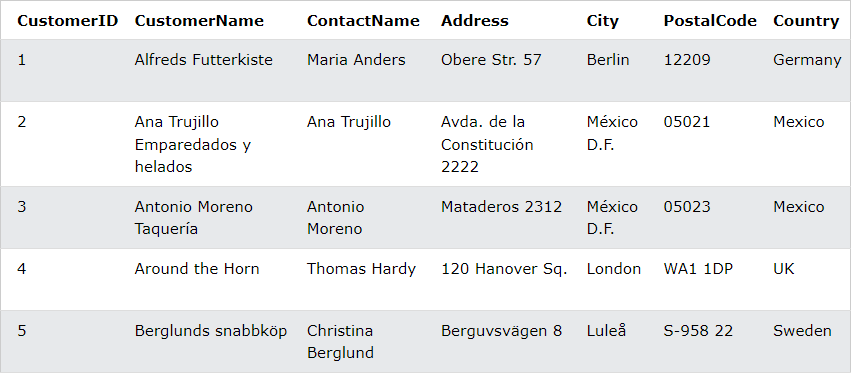 CustomerID CustomerName ContactName Address City PostalCode Country
1 Alfreds Futterkiste Maria Anders Obere Str. 57 Berlin 12209 Germany
2 Ana Trujillo Ana Trujillo Avda. de la México 05021 Mexico
Emparedados y Constitución D.F.
helados 2222
3 Antonio Moreno Antonio Mataderos 2312 México 05023 Mexico
Taquería Moreno D.F.
4 Around the Horn Thomas Hardy 120 Hanover Sq. London WA1 1DP UK
5 Berglunds snabbköp Christina Berguvsvägen 8 Luleå S-958 22 Sweden
Berglund